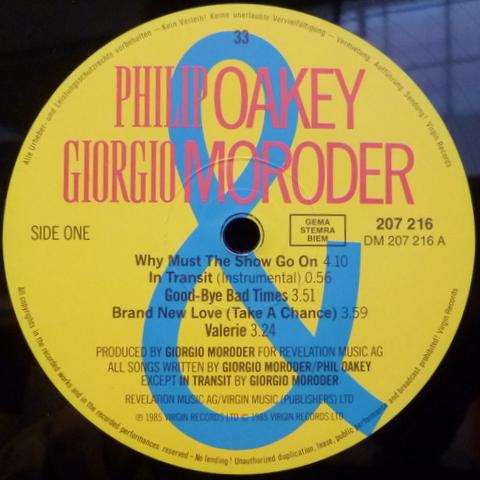 Alle Urheber- und Leistungsschutzrechte vorbehalten – Kein Verleih! Keine unerlaubte Vervielfältigung – Vermietung, Aufführung, Sendung! Virgin Records
33
PHILIP OAKEY
&
GIORGIO MORODER
SIDE ONE
GEMA
STEMRA
BIEM
207 216
DM 207 216 A
Why Must The Show Go On 4.10
In Transit (Instrumental) 0.56
Good-Bye Bad Times 3.51
Brand New Love (Take A Chance) 3.59
Valerie 3.24
PRODUCED BY GIORGIO MORODER FOR REVELATION MUSIC AG
ALL SONGS WRITTEN BY GIORGIO MORODER/PHIL OAKEY
EXCEPT IN TRANSIT BY GIORGIO MORODER
REVELATION MUSIC AG/VIRGIN MUSIC (PUBLISHERS) LTD
℗ 1985 VIRGIN RECORDS LTD © 1985 VIRGIN RECORDS LTD
All copyrights in the recorded works and in the recorded performances reserved – No lending! Unauthorized duplication, lease, public performance and broadcast prohibited! Virgin Records